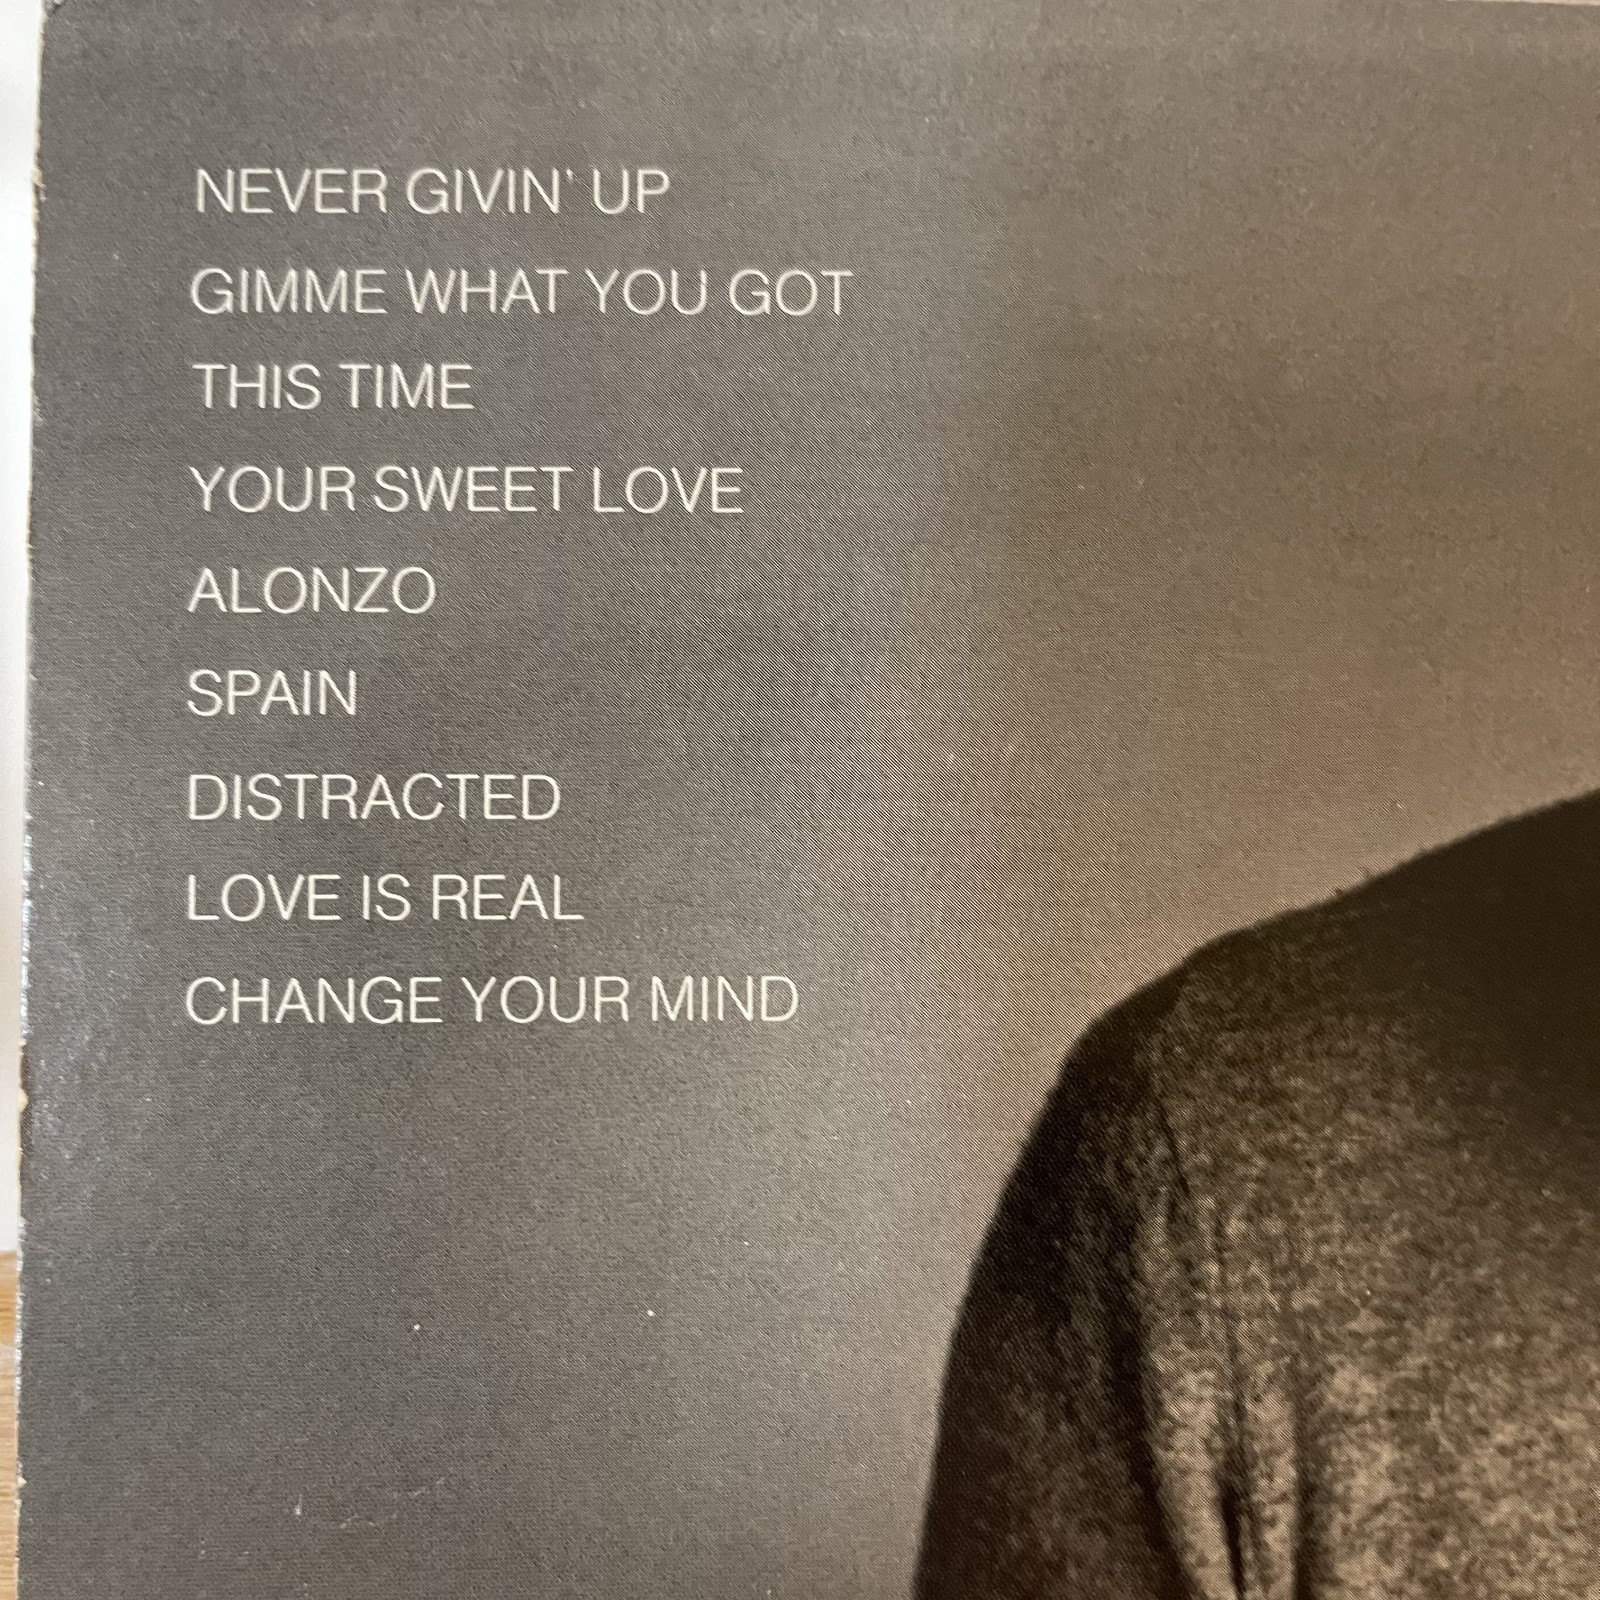 NEVER GIVIN' UP
GIMME WHAT YOU GOT
THIS TIME
YOUR SWEET LOVE
ALONZO
SPAIN
DISTRACTED
LOVE IS REAL
CHANGE YOUR MIND